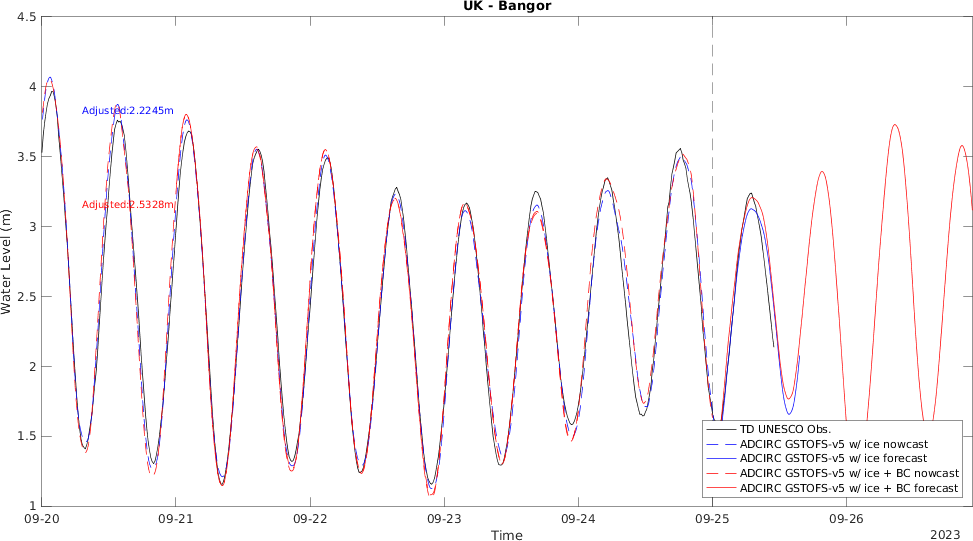 UK - Bangor
4.5
4
Adjusted:2.2245m
3.5
Adjusted:2.5328m
3
Water Level (m)
2.5
2
1.5
1
TD UNESCO Obs.
ADCIRC GSTOFS-v5 w/ ice nowcast
ADCIRC GSTOFS-v5 w/ ice forecast
ADCIRC GSTOFS-v5 w/ ice + BC nowcast
ADCIRC GSTOFS-v5 w/ ice + BC forecast
09-20 09-21 09-22 09-23 09-24 09-25 09-26
Time
2023